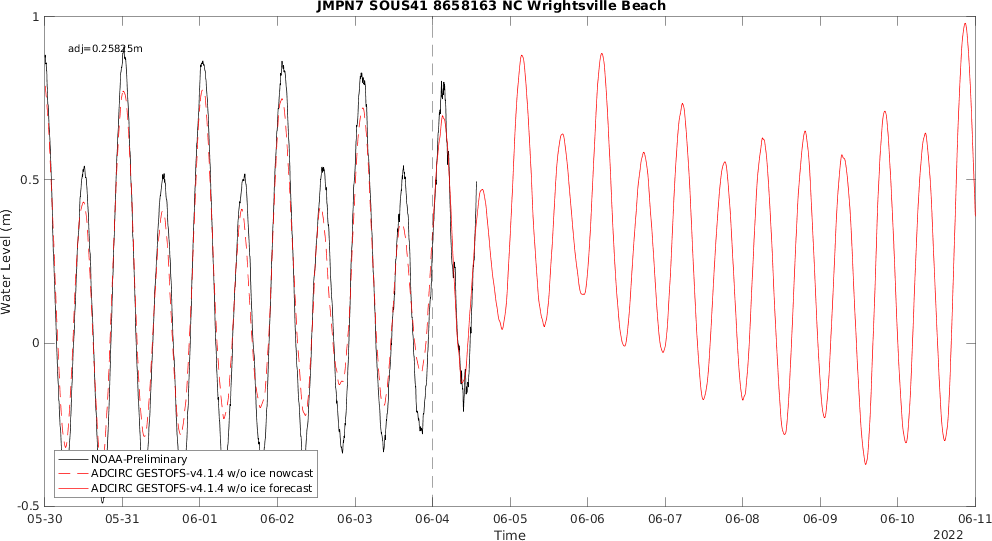 JMPN7 SOUS41 8658163 NC Wrightsville Beach
adj=0.25825m
Water Level (m)
1
0.5
0
-0.5
NOAA-Preliminary
ADCIRC GESTOFS-v4.1.4 w/o ice nowcast
ADCIRC GESTOFS-v4.1.4 w/o ice forecast
05-30 05-31 06-01 06-02 06-03 06-04 06-05 06-06 06-07 06-08 06-09 06-10 06-11
Time
2022